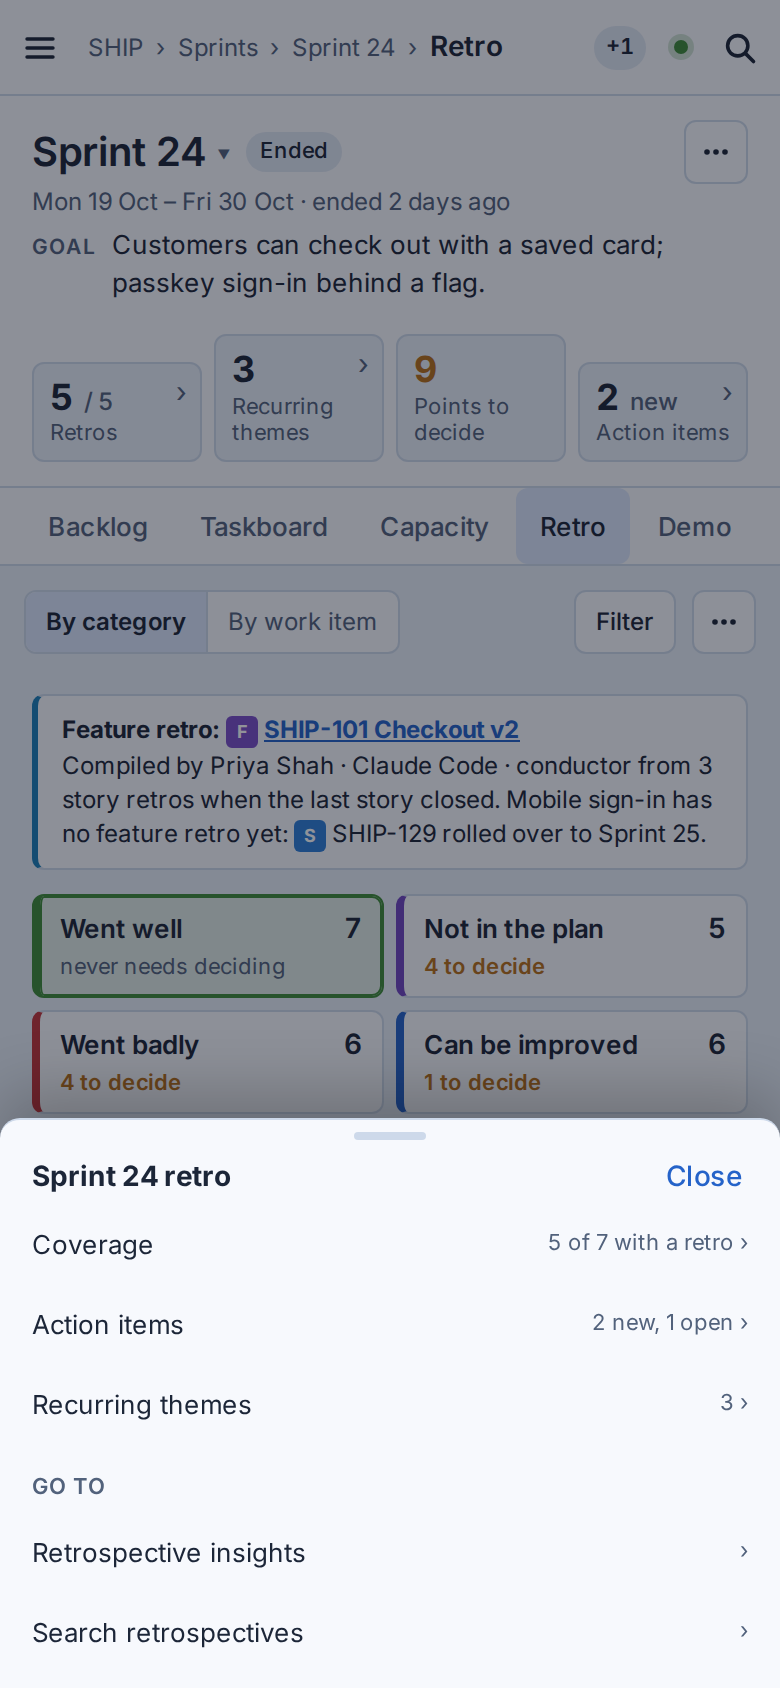 SHIP › Sprints › Sprint 24 › Retro +1
Sprint 24 ▾ Ended
Mon 19 Oct – Fri 30 Oct · ended 2 days ago
GOAL Customers can check out with a saved card;
passkey sign-in behind a flag.
5 / 5 ›
Retros
3 ›
Recurring
themes
9
Points to
decide
2 new ›
Action items
Backlog Taskboard Capacity Retro Demo
By category By work item Filter •••
Feature retro: F SHIP-101 Checkout v2
Compiled by Priya Shah · Claude Code · conductor from 3
story retros when the last story closed. Mobile sign-in has
no feature retro yet: S SHIP-129 rolled over to Sprint 25.
Went well 7
never needs deciding
Not in the plan 5
4 to decide
Went badly 6
4 to decide
Can be improved 6
1 to decide
Sprint 24 retro Close
Coverage 5 of 7 with a retro ›
Action items 2 new, 1 open ›
Recurring themes 3 ›
GO TO
Retrospective insights ›
Search retrospectives ›